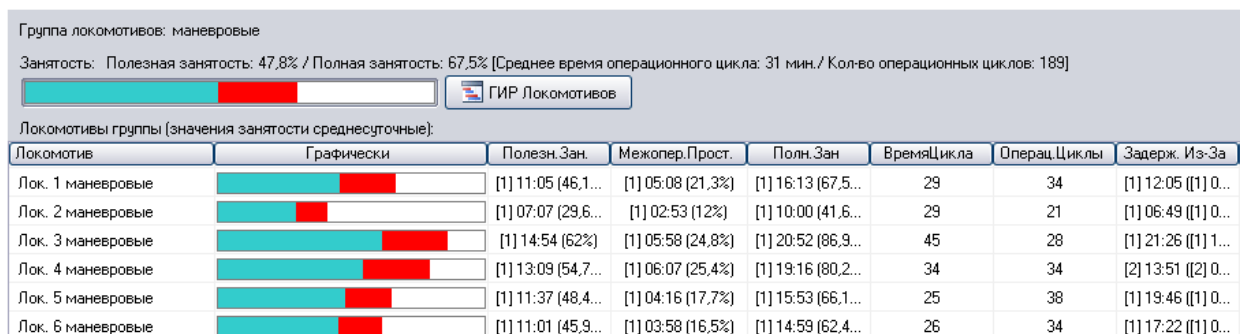 Группа локомотивов: маневровые
Занятость: Полезная занятость: 47,8% / Полная занятость: 67,5% [Среднее время операционного цикла: 31 мин./ Кол-во операционных циклов: 189]
ГИР Локомотивов
Локомотивы группы (значения занятости среднесуточные):
Локомотив Графически Полезн.Зан. Межопер.Прост. Полн.Зан ВремяЦикла Операц.Циклы Задерж. Из-За
Лок. 1 маневровые [1] 11:05 (46,1... [1] 05:08 (21,3%) [1] 16:13 (67,5... 29 34 [1] 12:05 ([1] 0...
Лок. 2 маневровые [1] 07:07 (29,6... [1] 02:53 (12%) [1] 10:00 (41,6... 29 21 [1] 06:49 ([1] 0...
Лок. 3 маневровые [1] 14:54 (62%) [1] 05:58 (24,8%) [1] 20:52 (86,9... 45 28 [1] 21:26 ([1] 1...
Лок. 4 маневровые [1] 13:09 (54,7... [1] 06:07 (25,4%) [1] 19:16 (80,2... 34 34 [2] 13:51 ([2] 0...
Лок. 5 маневровые [1] 11:37 (48,4... [1] 04:16 (17,7%) [1] 15:53 (66,1... 25 38 [1] 19:46 ([1] 0...
Лок. 6 маневровые [1] 11:01 (45,9... [1] 03:58 (16,5%) [1] 14:59 (62,4... 26 34 [1] 17:22 ([1] 0...